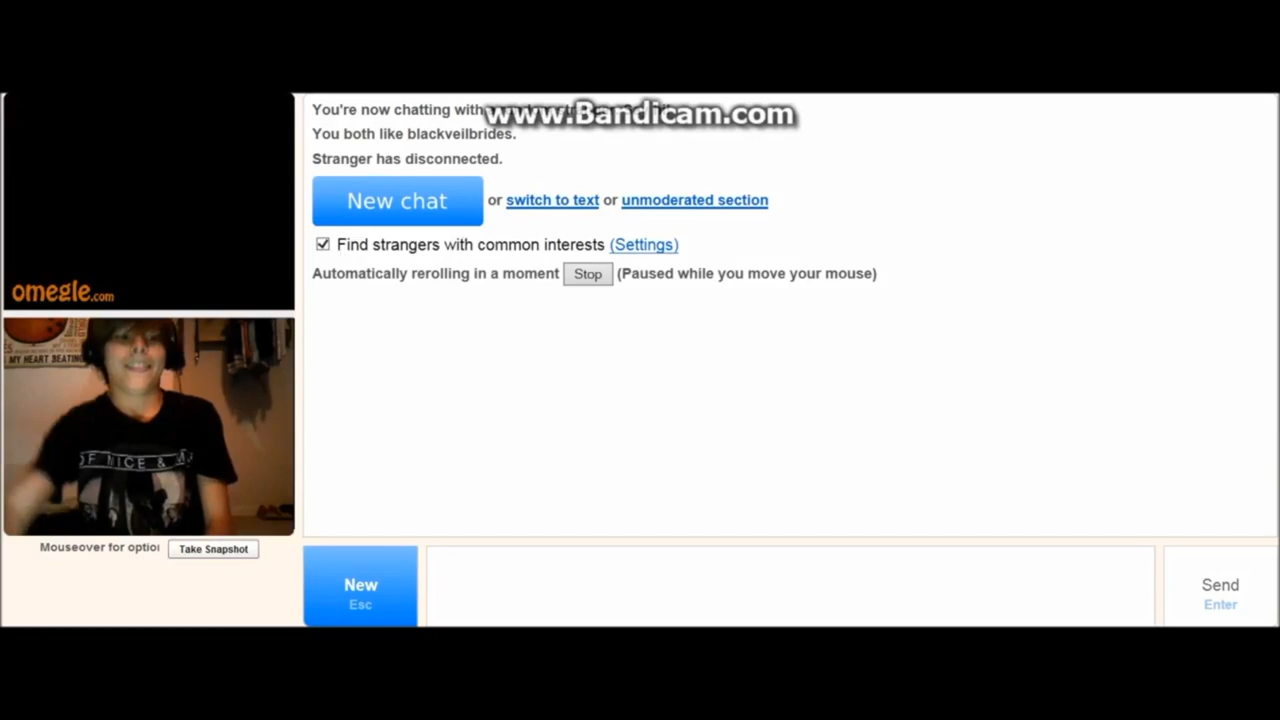 You're now chatting with
www.Bandicam.com
You both like blackveilbrides.
Stranger has disconnected.
New chat or switch to text or unmoderated section
Find strangers with common interests (Settings)
Automatically rerolling in a moment Stop (Paused while you move your mouse)
omegle.com
MY HEART BEATING
OF MICE &
Mouseover for optio
Take Snapshot
New
Esc
Send
Enter